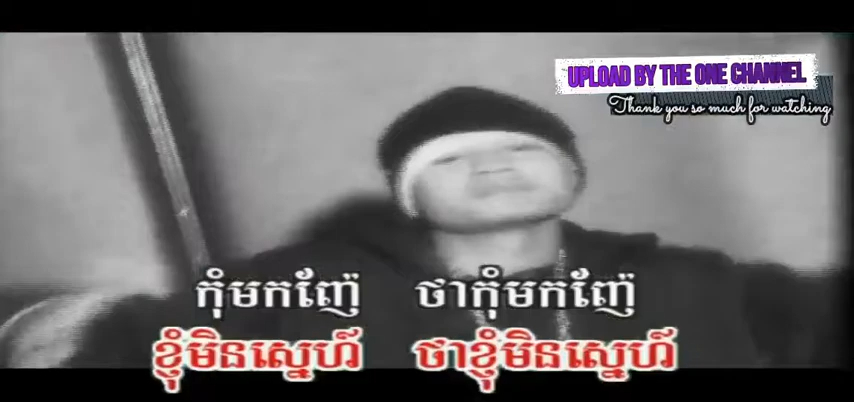 UPLOAD BY THE ONE CHANNEL
Thank you so much for watching
កុំមកញ៉ែ ថាកុំមកញ៉ែ
ខ្ញុំមិនស្នេហ៍ ថាខ្ញុំមិនស្នេហ៍